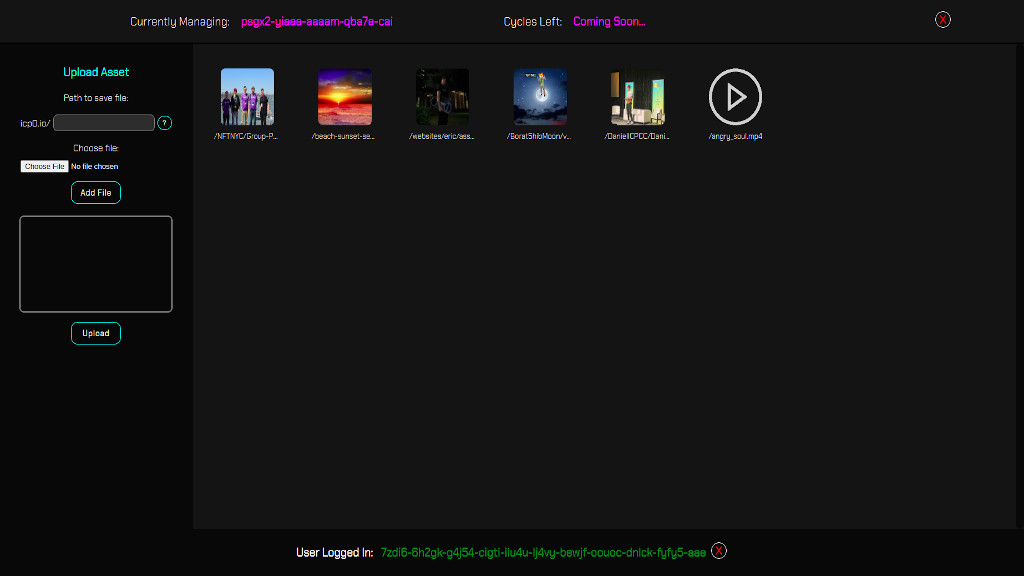 Currently Managing: psgx2-yiaaa-aaaam-qba7a-cai
Cycles Left: Coming Soon...
X
Upload Asset
Path to save file:
icp0.io/
?
Choose file:
Choose File No file chosen
Add File
Upload
/NFTNYC/Group-P...
/beach-sunset-sa...
/websites/eric/ass...
/BoratShibMoon/v...
/DanielICPCC/Dani...
/angry_soul.mp4
User Logged In: 7zdi6-6h2gk-g4j54-cigti-iiu4u-lj4vy-bewjf-oouoc-dnlck-fyfy5-aae
X